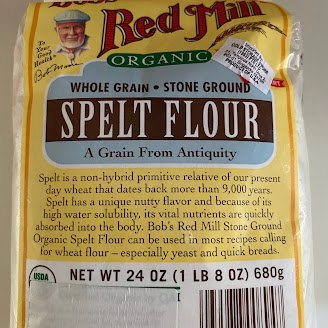 Bob's
Red Mill
To Your Good Health
Bob Moore
ORGANIC
WHOLE GRAIN • STONE GROUND
SPELT FLOUR
A Grain From Antiquity
Spelt is a non-hybrid primitive relative of our present
day wheat that dates back more than 9,000 years.
Spelt has a unique nutty flavor and because of its
high water solubility, its vital nutrients are quickly
absorbed into the body. Bob's Red Mill Stone Ground
Organic Spelt Flour can be used in most recipes calling
for wheat flour – especially yeast and quick breads.
USDA
NET WT 24 OZ (1 LB 8 OZ) 680g